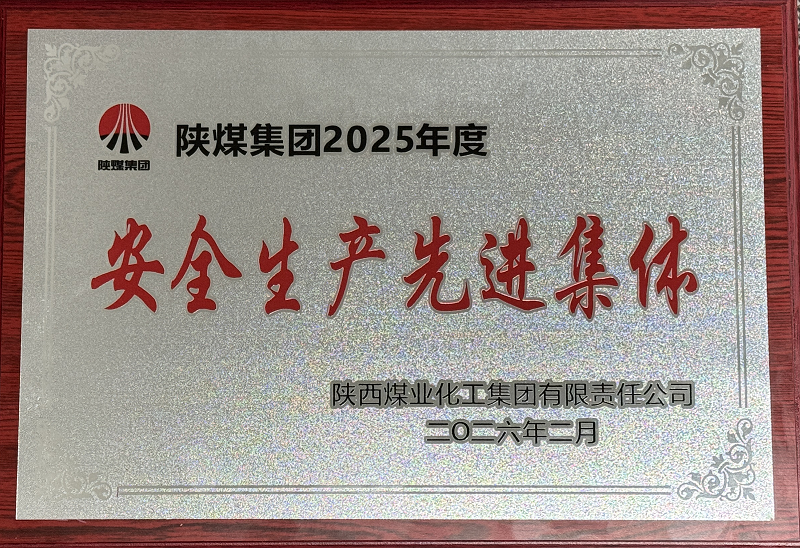 陕煤集团
陕煤集团2025年度
安全生产先进集体
陕西煤业化工集团有限责任公司
二O二六年二月